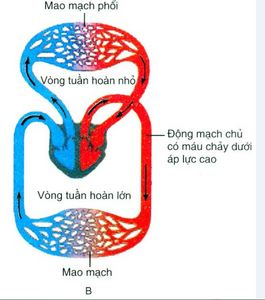 Mao mạch phổi
Vòng tuần hoàn nhỏ
Động mạch chủ
có máu chảy dưới
áp lực cao
Vòng tuần hoàn lớn
Mao mạch
B